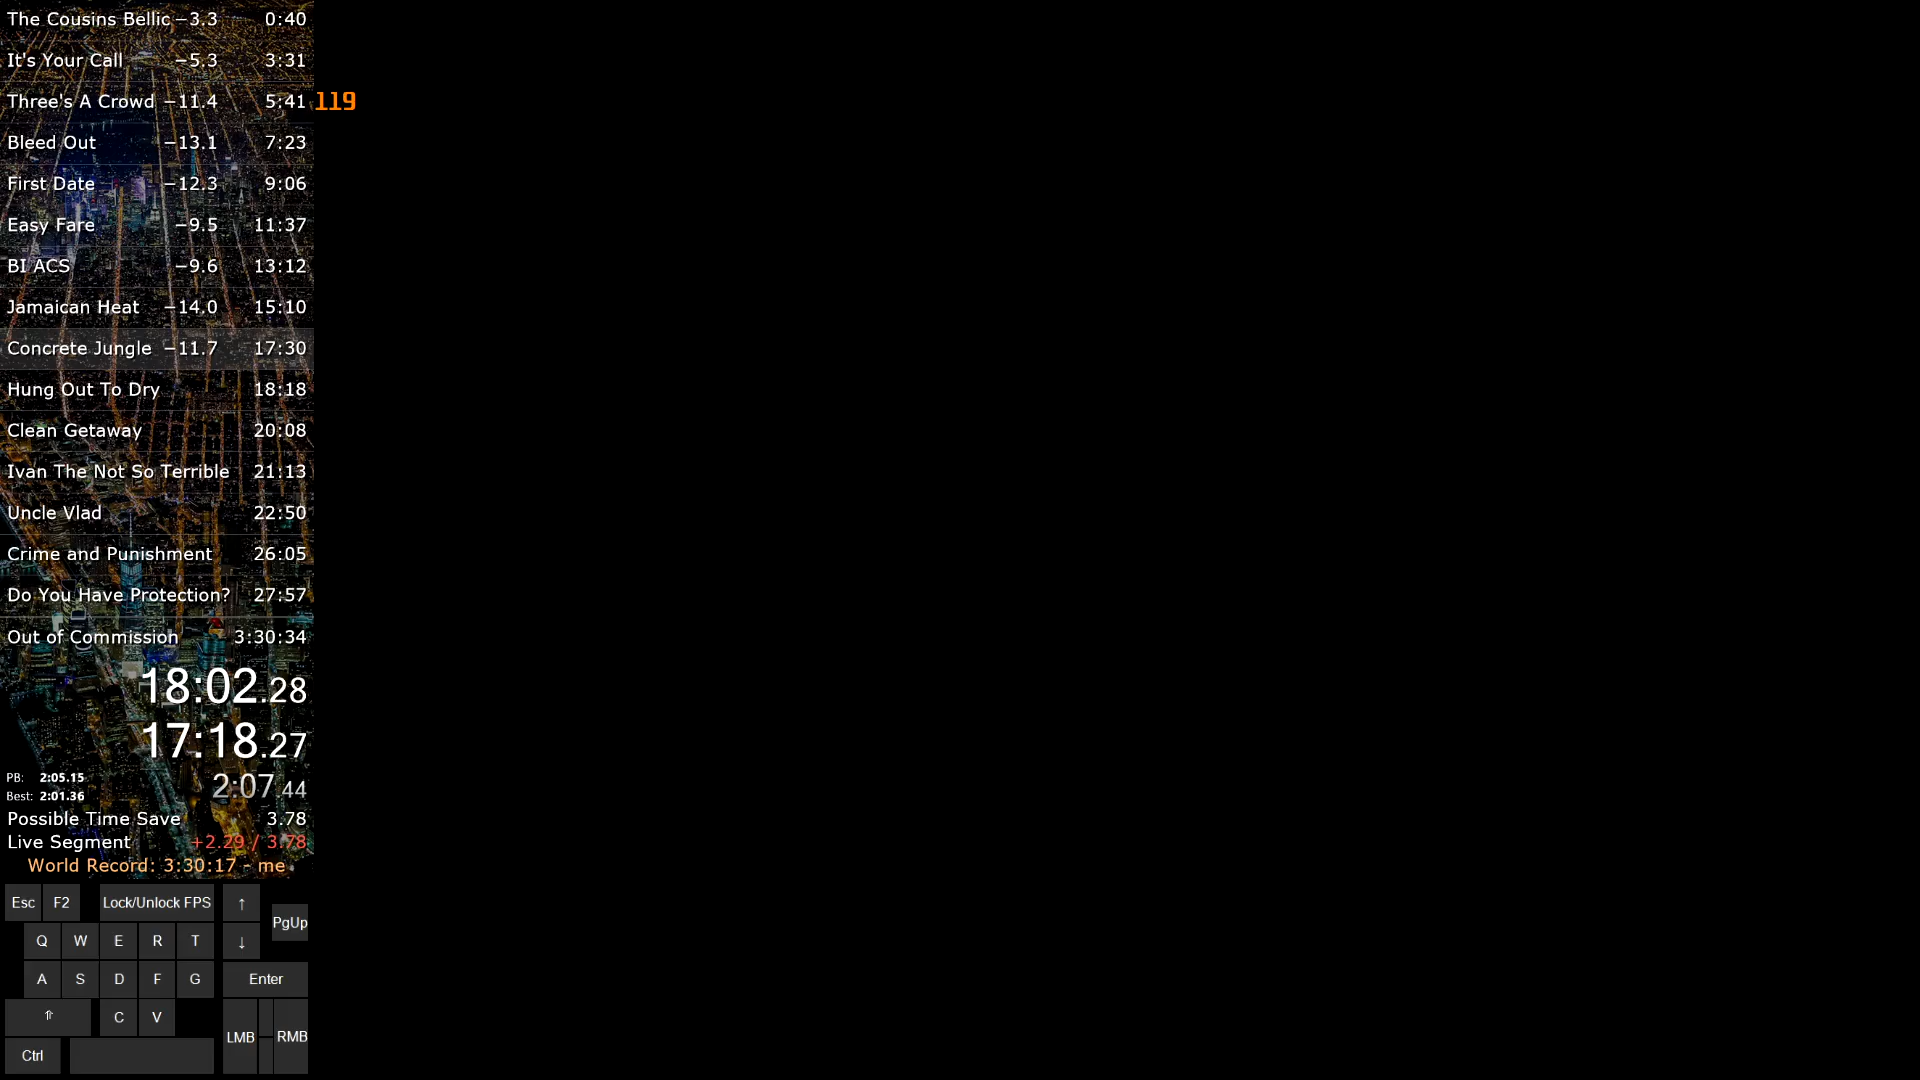 The Cousins Bellic −3.3 0:40
It's Your Call −5.3 3:31
Three's A Crowd −11.4 5:41 119
Bleed Out −13.1 7:23
First Date −12.3 9:06
Easy Fare −9.5 11:37
BI ACS −9.6 13:12
Jamaican Heat −14.0 15:10
Concrete Jungle −11.7 17:30
Hung Out To Dry 18:18
Clean Getaway 20:08
Ivan The Not So Terrible 21:13
Uncle Vlad 22:50
Crime and Punishment 26:05
Do You Have Protection? 27:57
Out of Commission 3:30:34
18:02.28
17:18.27
PB: 2:05.15
Best: 2:01.36
2:07.44
Possible Time Save 3.78
Live Segment +2.29 / 3.78
World Record: 3:30:17 - me
Esc F2 Lock/Unlock FPS ↑ PgUp
Q W E R T ↓
A S D F G Enter
⇧ C V LMB RMB
Ctrl